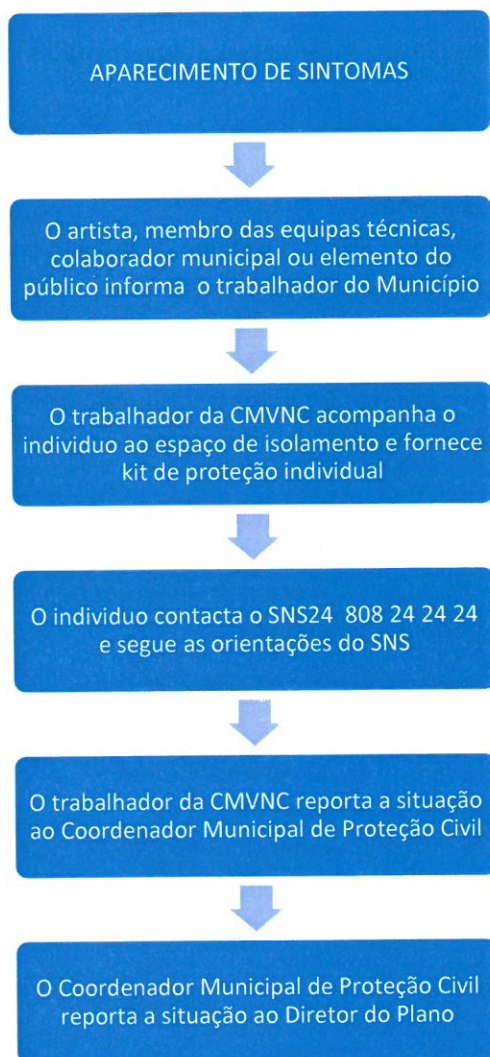 APARECIMENTO DE SINTOMAS
O artista, membro das equipas técnicas,
colaborador municipal ou elemento do
público informa o trabalhador do Município
O trabalhador da CMVNC acompanha o
individuo ao espaço de isolamento e fornece
kit de proteção individual
O individuo contacta o SNS24 808 24 24 24
e segue as orientações do SNS
O trabalhador da CMVNC reporta a situação
ao Coordenador Municipal de Proteção Civil
O Coordenador Municipal de Proteção Civil
reporta a situação ao Diretor do Plano